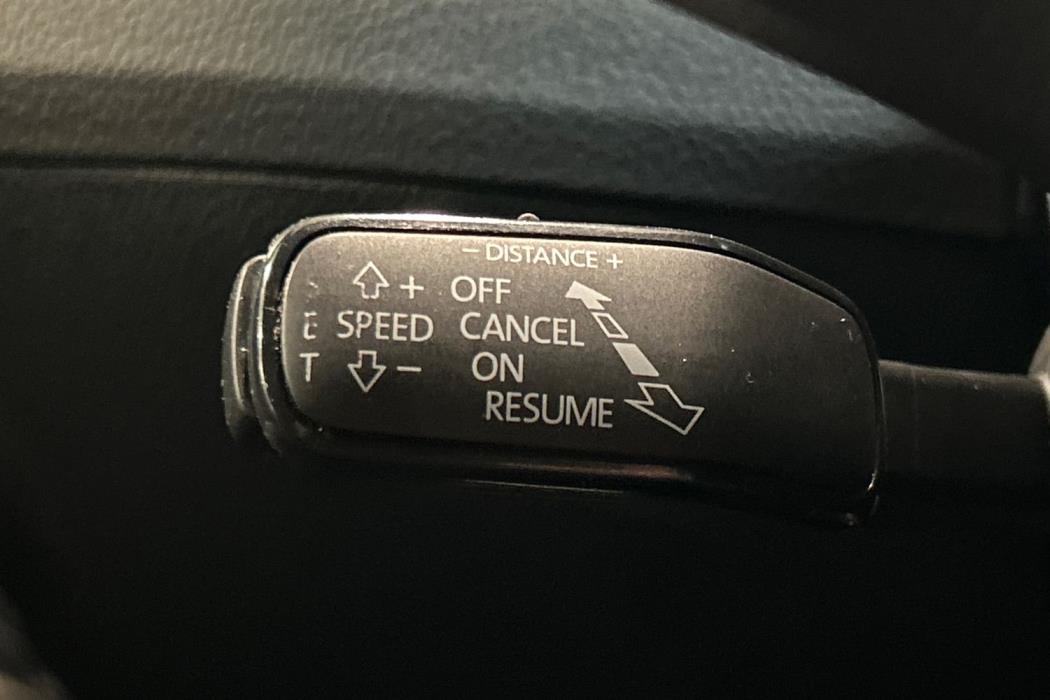 - DISTANCE +
+ OFF
E SPEED CANCEL
T - ON
RESUME